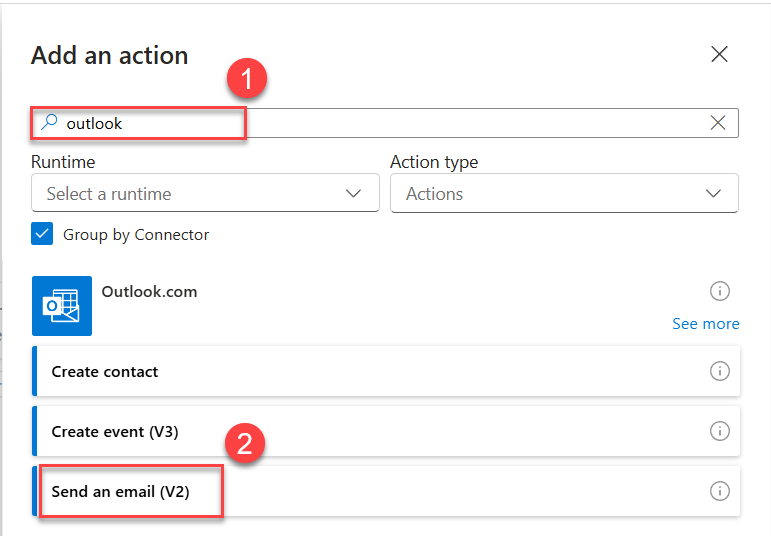 Add an action
1
outlook
Runtime
Action type
Select a runtime
Actions
Group by Connector
Outlook.com
See more
Create contact
Create event (V3)
2
Send an email (V2)